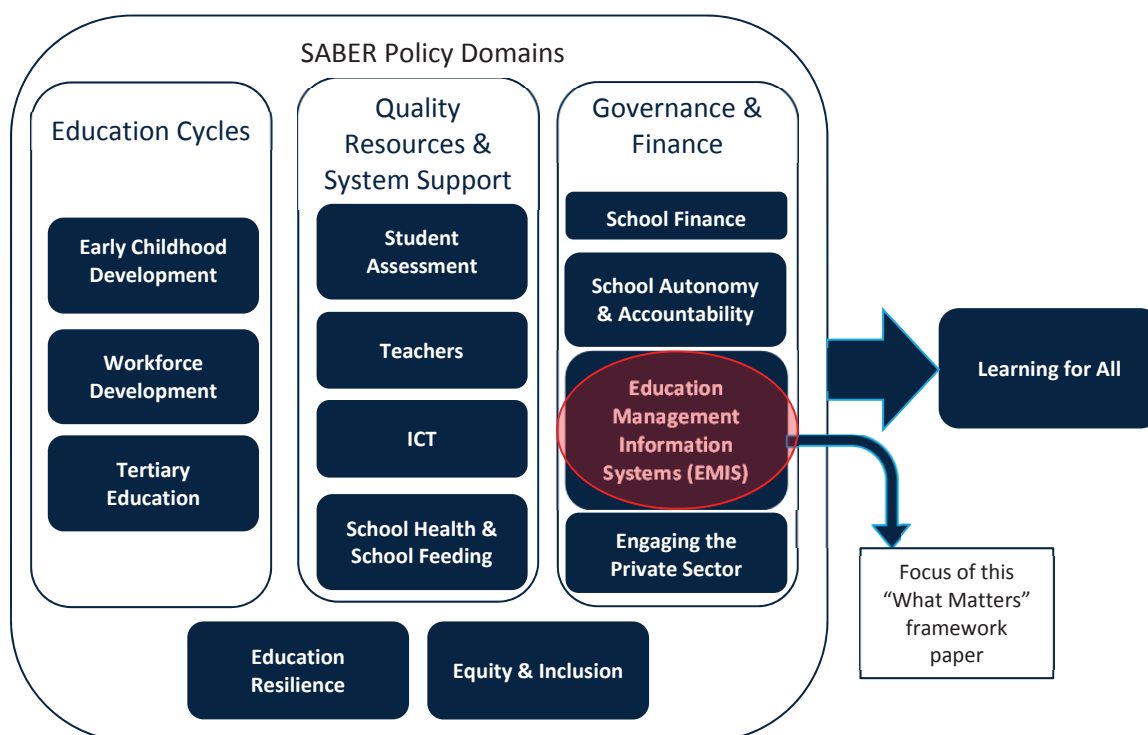 SABER Policy Domains
Education Cycles
Early Childhood
Development
Workforce
Development
Tertiary
Education
Quality
Resources &
System Support
Student
Assessment
Teachers
ICT
School Health &
School Feeding
Governance &
Finance
School Finance
School Autonomy
& Accountability
Education
Management
Information
Systems (EMIS)
Engaging the
Private Sector
Education
Resilience
Equity & Inclusion
Learning for All
Focus of this
“What Matters”
framework
paper